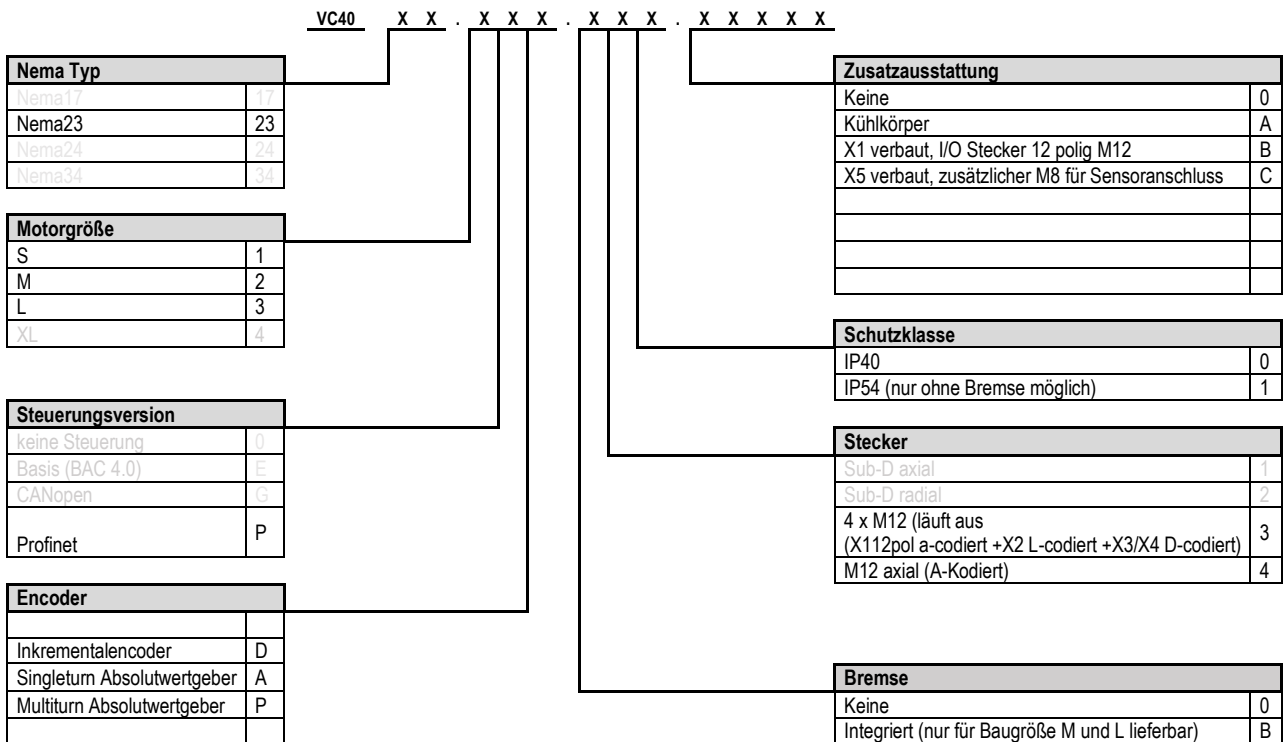 VC40 X X . X X X . X X X . X X X X X
Nema Typ
Nema17 17
Nema23 23
Nema24 24
Nema34 34
Motorgröße
S 1
M 2
L 3
XL 4
Steuerungsversion
keine Steuerung 0
Basis (BAC 4.0) E
CANopen G
Profinet P
Encoder
Inkrementalencoder D
Singleturn Absolutwertgeber A
Multiturn Absolutwertgeber P
Zusatzausstattung
Keine 0
Kühlkörper A
X1 verbaut, I/O Stecker 12 polig M12 B
X5 verbaut, zusätzlicher M8 für Sensoranschluss C
Schutzklasse
IP40 0
IP54 (nur ohne Bremse möglich) 1
Stecker
Sub-D axial 1
Sub-D radial 2
4 x M12 (läuft aus
(X112pol a-codiert +X2 L-codiert +X3/X4 D-codiert) 3
M12 axial (A-Kodiert) 4
Bremse
Keine 0
Integriert (nur für Baugröße M und L lieferbar) B